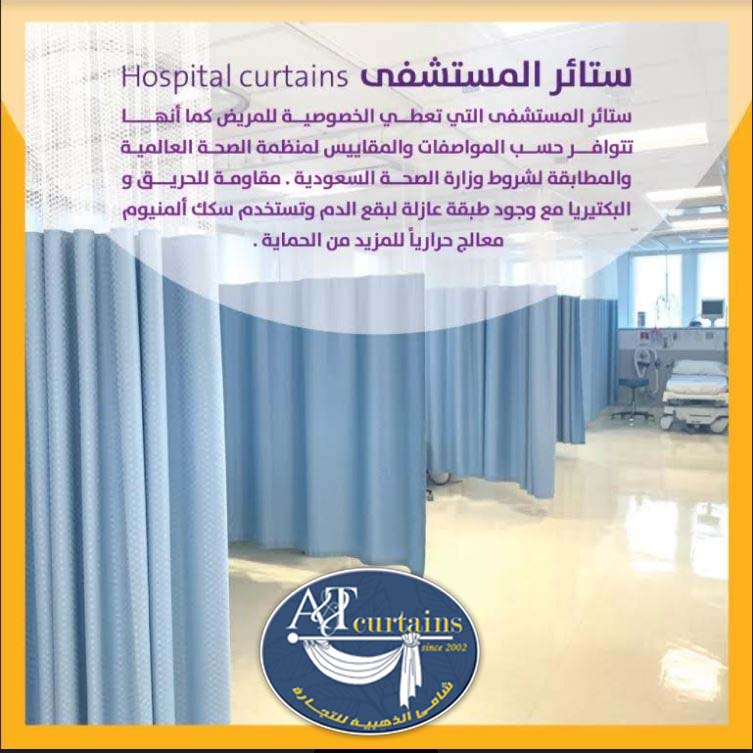 ستائر المستشفى Hospital curtains
ستائر المستشفى التي تعطي الخصوصية للمريض كما أنها
تتوافر حسب المواصفات والمقاييس لمنظمة الصحة العالمية
والمطابقة لشروط وزارة الصحة السعودية . مقاومة للحريق و
البكتيريا مع وجود طبقة عازلة لبقع الدم وتستخدم سكك ألمنيوم
معالج حرارياً للمزيد من الحماية .
A&T curtains
since 2002
شامي الذهبية للتجارة